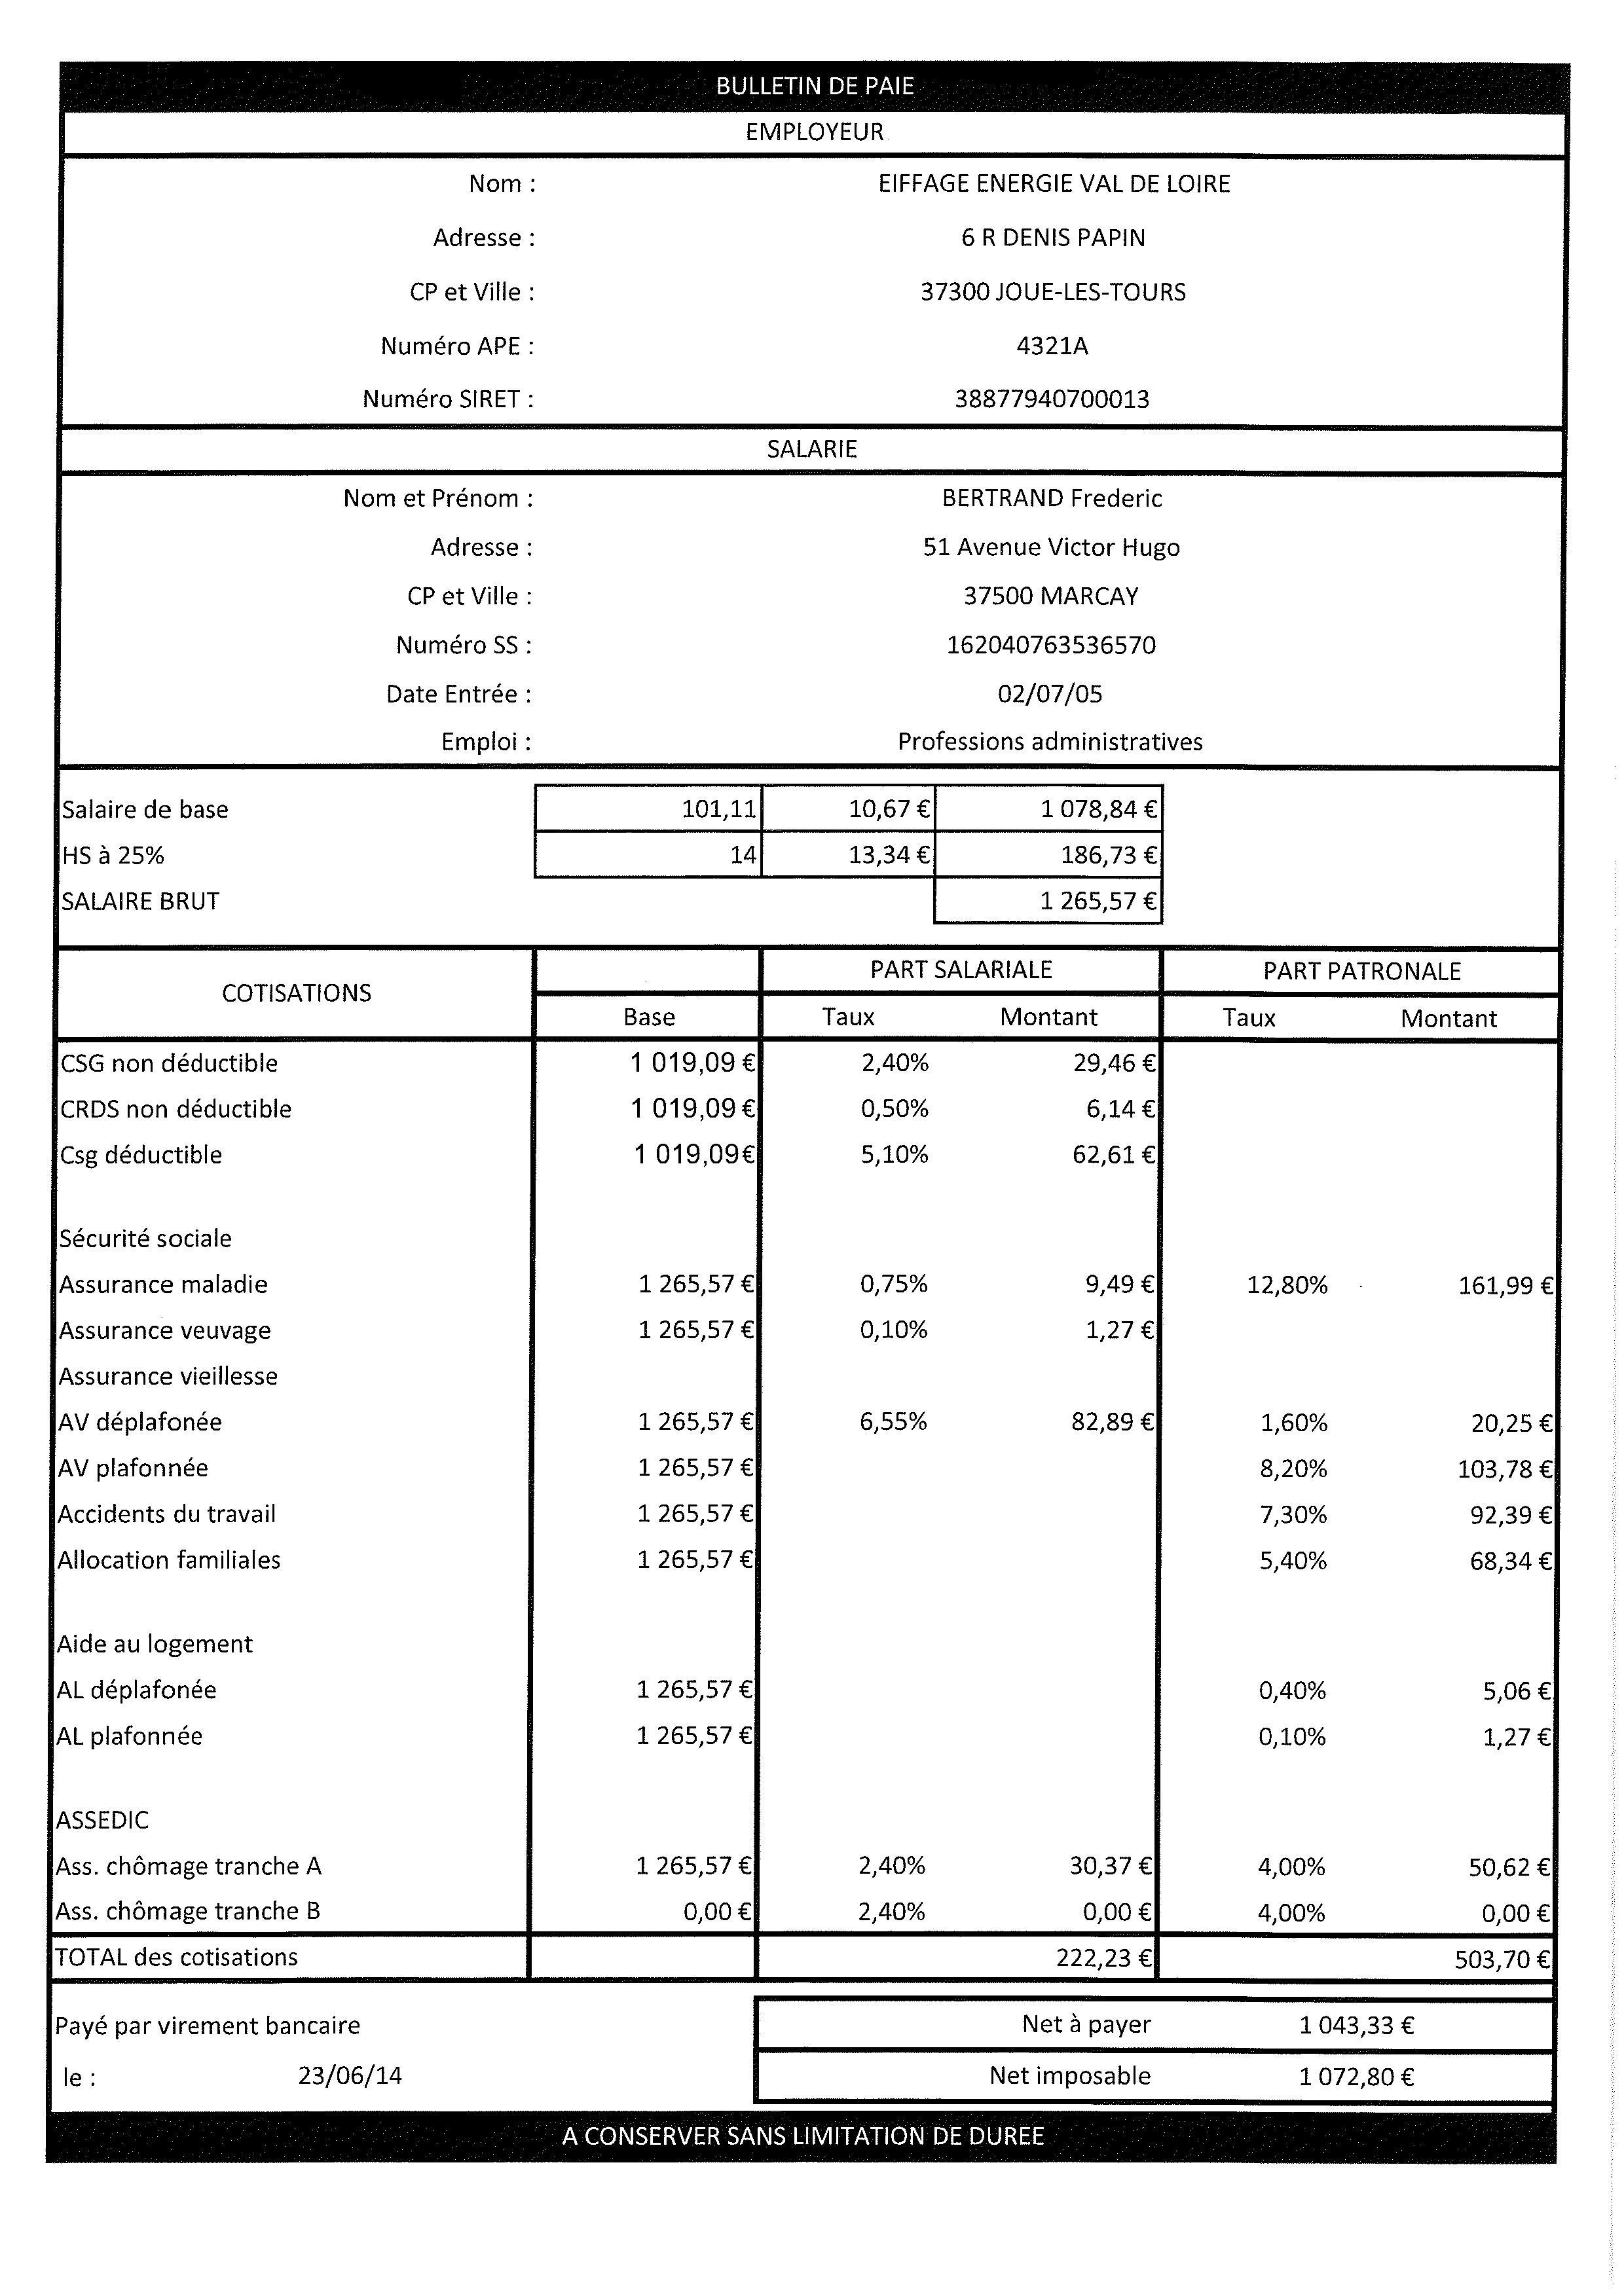 BULLETIN DE PAIE
EMPLOYEUR
Nom : EIFFAGE ENERGIE VAL DE LOIRE
Adresse : 6 R DENIS PAPIN
CP et Ville : 37300 JOUE-LES-TOURS
Numéro APE : 4321A
Numéro SIRET : 38877940700013
SALARIE
Nom et Prénom : BERTRAND Frederic
Adresse : 51 Avenue Victor Hugo
CP et Ville : 37500 MARCAY
Numéro SS : 162040763536570
Date Entrée : 02/07/05
Emploi : Professions administratives
Salaire de base 101,11 10,67 € 1 078,84 €
HS à 25% 14 13,34 € 186,73 €
SALAIRE BRUT 1 265,57 €
PART SALARIALE PART PATRONALE
COTISATIONS
Base Taux Montant Taux Montant
CSG non déductible 1 019,09 € 2,40% 29,46 €
CRDS non déductible 1 019,09 € 0,50% 6,14 €
Csg déductible 1 019,09€ 5,10% 62,61 €
Sécurité sociale
Assurance maladie 1 265,57 € 0,75% 9,49 € 12,80% 161,99 €
Assurance veuvage 1 265,57 € 0,10% 1,27 €
Assurance vieillesse
AV déplafonée 1 265,57 € 6,55% 82,89 € 1,60% 20,25 €
AV plafonnée 1 265,57 € 8,20% 103,78 €
Accidents du travail 1 265,57 € 7,30% 92,39 €
Allocation familiales 1 265,57 € 5,40% 68,34 €
Aide au logement
AL déplafonée 1 265,57 € 0,40% 5,06 €
AL plafonnée 1 265,57 € 0,10% 1,27 €
ASSEDIC
Ass. chômage tranche A 1 265,57 € 2,40% 30,37 € 4,00% 50,62 €
Ass. chômage tranche B 0,00 € 2,40% 0,00 € 4,00% 0,00 €
TOTAL des cotisations 222,23 € 503,70 €
Payé par virement bancaire Net à payer 1 043,33 €
le : 23/06/14 Net imposable 1 072,80 €
A CONSERVER SANS LIMITATION DE DUREE